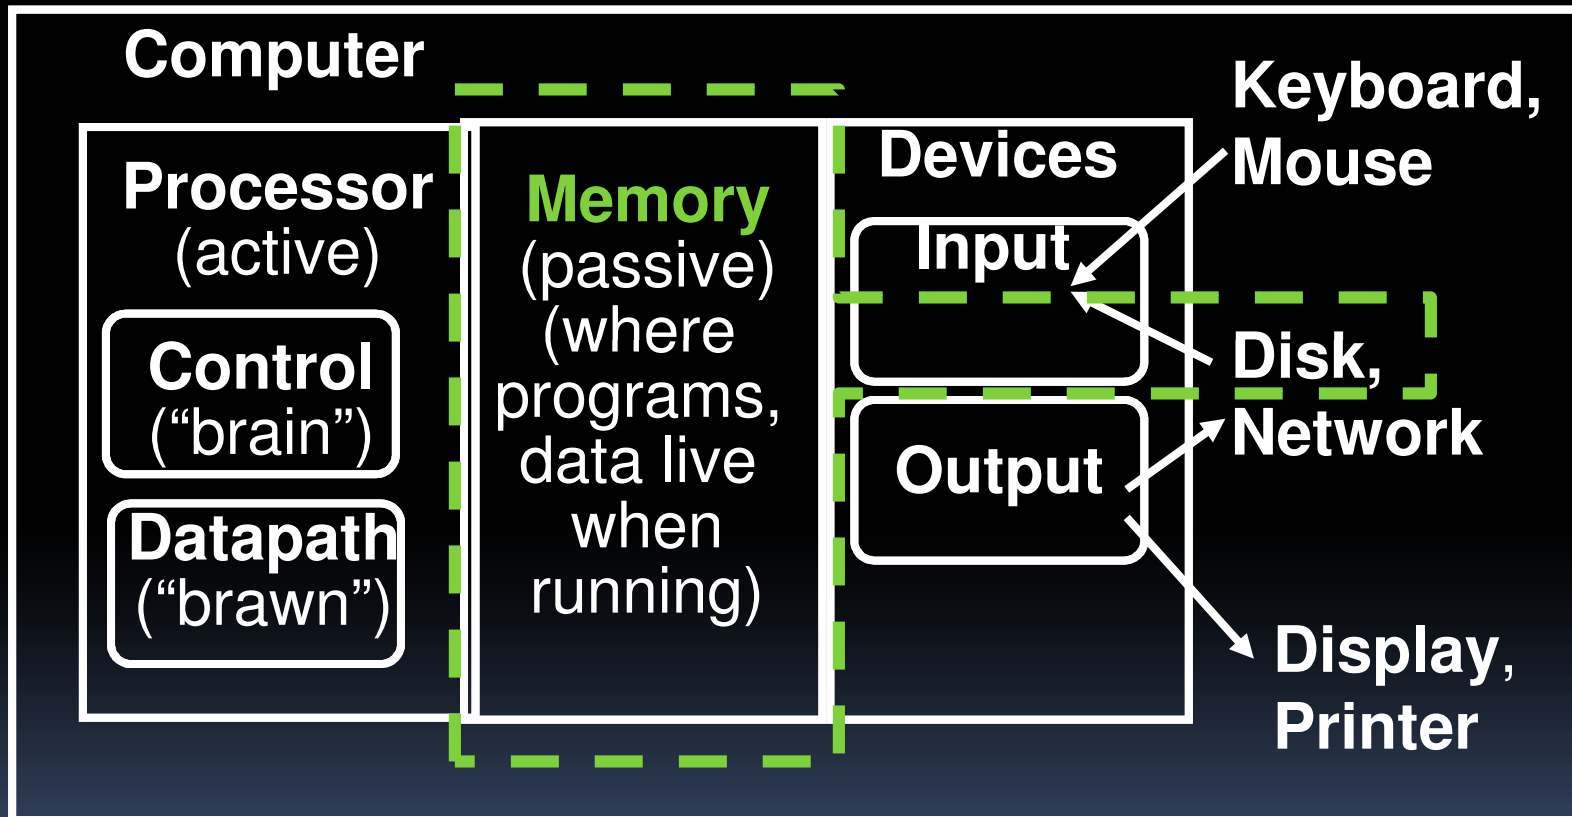 Computer
Processor
(active)
Control
(“brain”)
Datapath
(“brawn”)
Memory
(passive)
(where
programs,
data live
when
running)
Devices
Input
Output
Keyboard,
Mouse
Disk,
Network
Display,
Printer